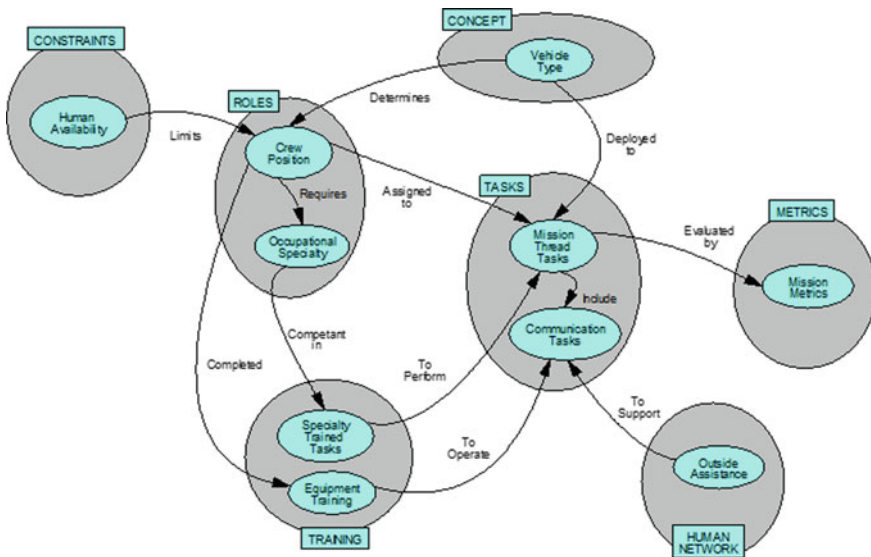 CONCEPT
CONSTRAINTS
Vehicle
Type
ROLES
Determines
Human
Availability
Limits
Crew
Position
Deployed
to
Requires
Assigned
to
TASKS
METRICS
Occupational
Specialty
Mission
Thread
Tasks
Evaluated
by
Mission
Metrics
Include
Communication
Tasks
Competant
in
Completed
To
Perform
To
Support
Specialty
Trained
Tasks
To
Operate
Outside
Assistance
Equipment
Training
TRAINING
HUMAN
NETWORK